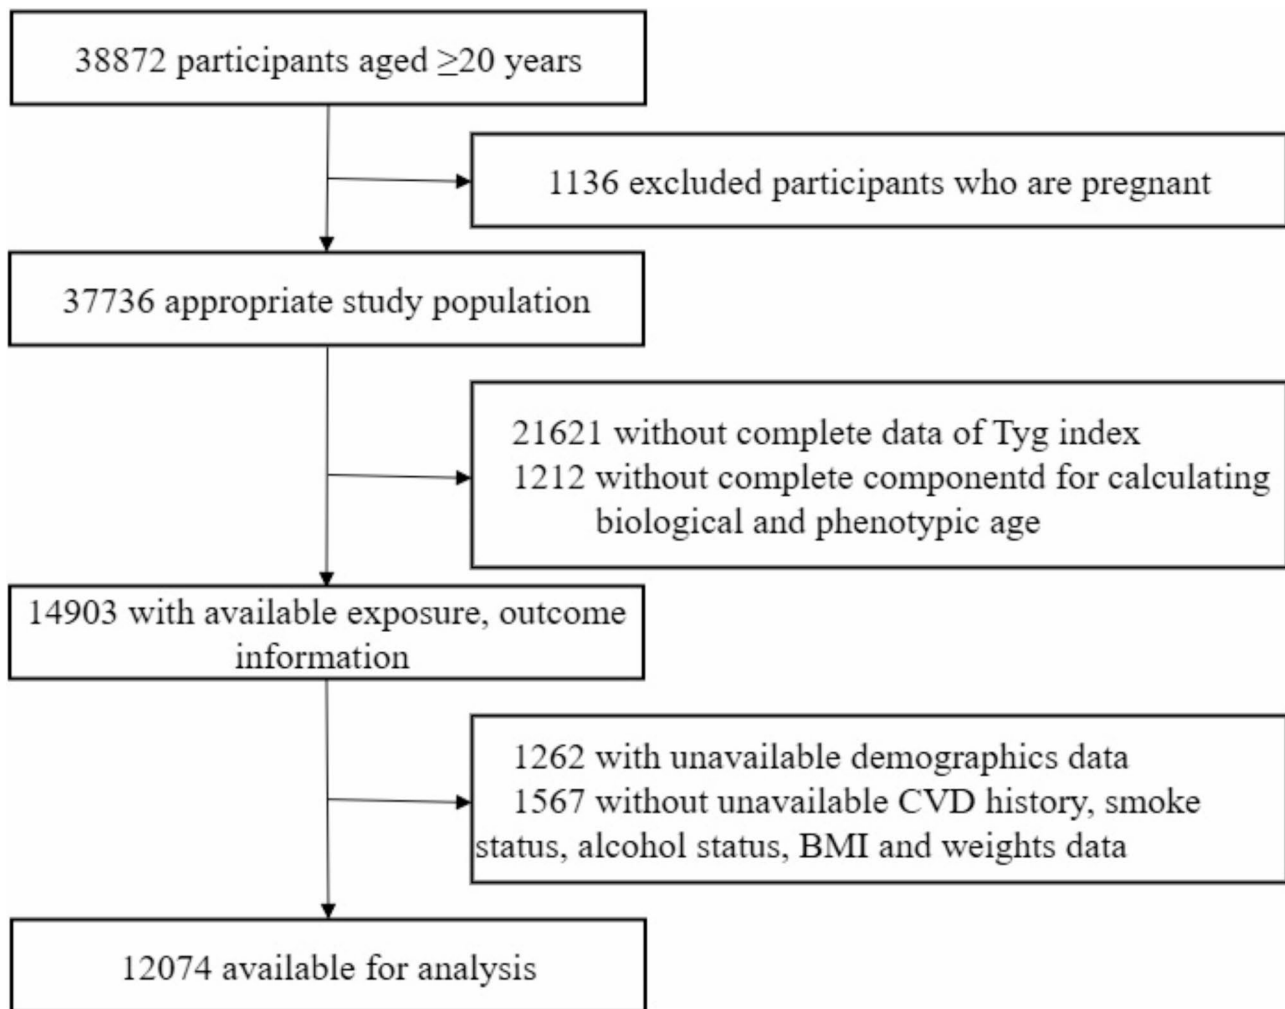 38872 participants aged ≥20 years
1136 excluded participants who are pregnant
37736 appropriate study population
21621 without complete data of Tyg index
1212 without complete componentd for calculating
biological and phenotypic age
14903 with available exposure, outcome
information
1262 with unavailable demographics data
1567 without unavailable CVD history, smoke
status, alcohol status, BMI and weights data
12074 available for analysis